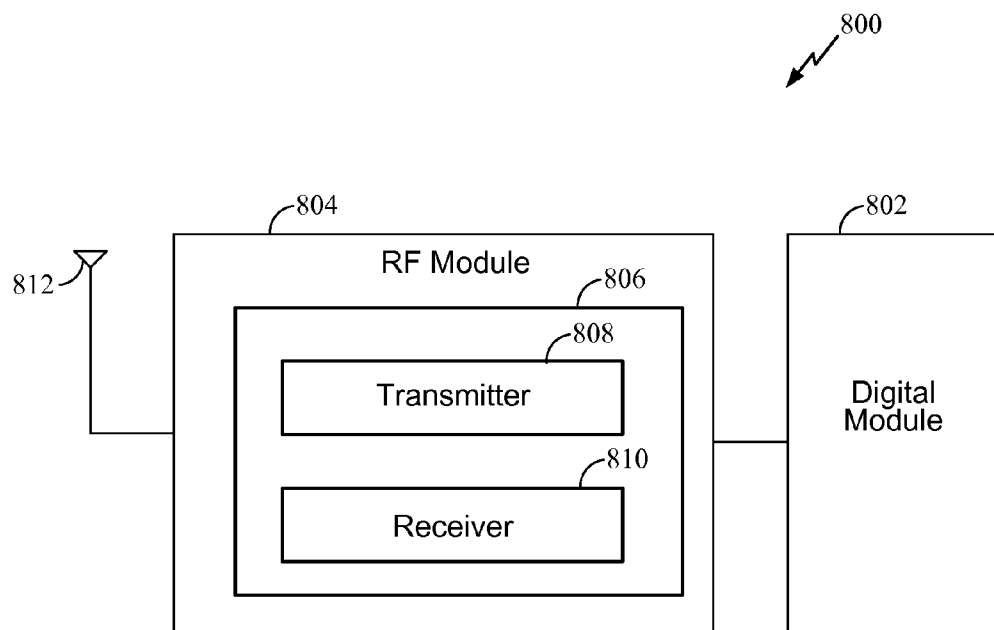 800
804
802
812
RF Module
806
808
Transmitter
Digital
Module
810
Receiver